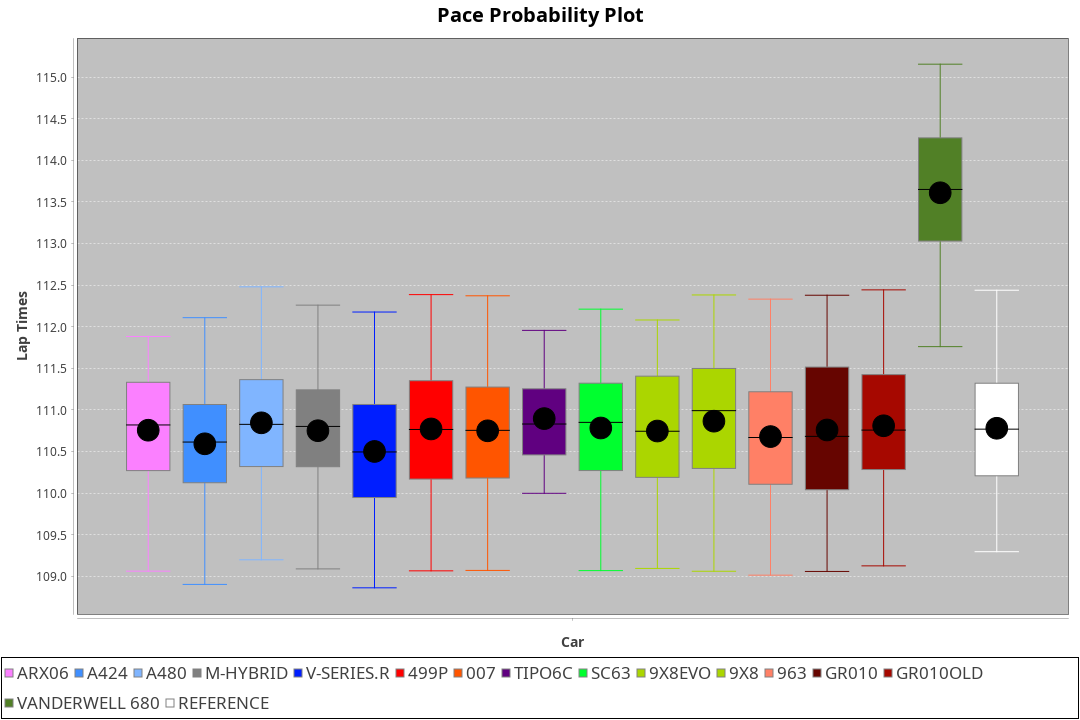 Pace Probability Plot
115.0
114.5
114.0
113.5
113.0
112.5
112.0
111.5
111.0
110.5
110.0
109.5
109.0
Lap Times
Car
ARX06 A424 A480 M-HYBRID V-SERIES.R 499P 007 TIPO6C SC63 9X8EVO 9X8 963 GR010 GR010OLD
VANDERWELL 680 REFERENCE